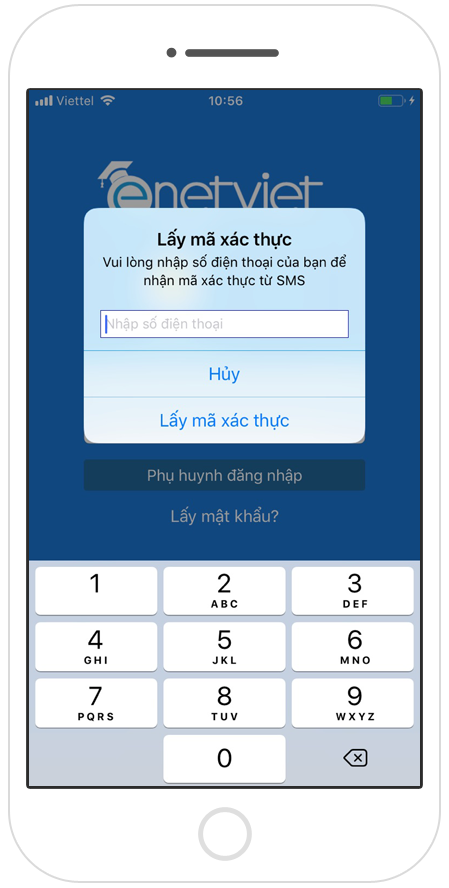 Viettel 10:56
enetviet
Lấy mã xác thực
Vui lòng nhập số điện thoại của bạn để
nhận mã xác thực từ SMS
Nhập số điện thoại
Hủy
Lấy mã xác thực
Phụ huynh đăng nhập
Lấy mật khẩu?
1 2 3
ABC DEF
4 5 6
GHI JKL MNO
7 8 9
PQRS TUV WXYZ
0